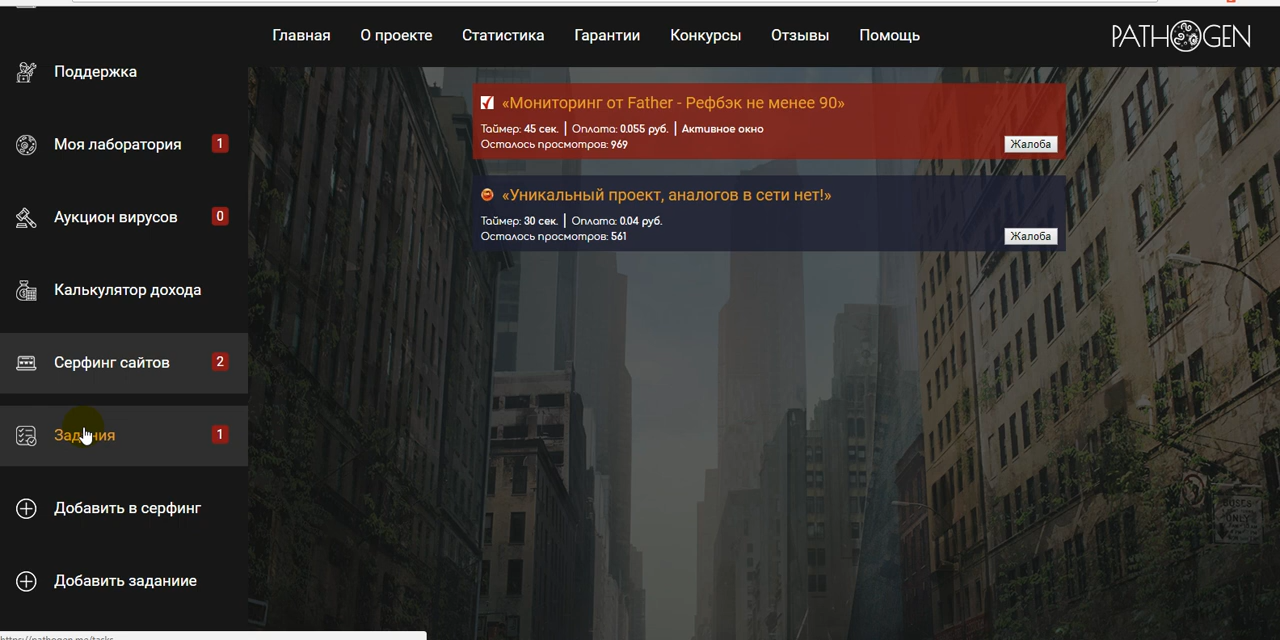 Главная
О проекте
Статистика
Гарантии
Конкурсы
Отзывы
Помощь
PATHOGEN
Поддержка
Моя лаборатория 1
Аукцион вирусов 0
Калькулятор дохода
Серфинг сайтов 2
Задания 1
Добавить в серфинг
Добавить заданиие
«Мониторинг от Father - Рефбэк не менее 90»
Таймер: 45 сек. | Оплата: 0.055 руб. | Активное окно
Осталось просмотров: 969
Жалоба
«Уникальный проект, аналогов в сети нет!»
Таймер: 30 сек. | Оплата: 0.04 руб.
Осталось просмотров: 561
Жалоба
ONLY